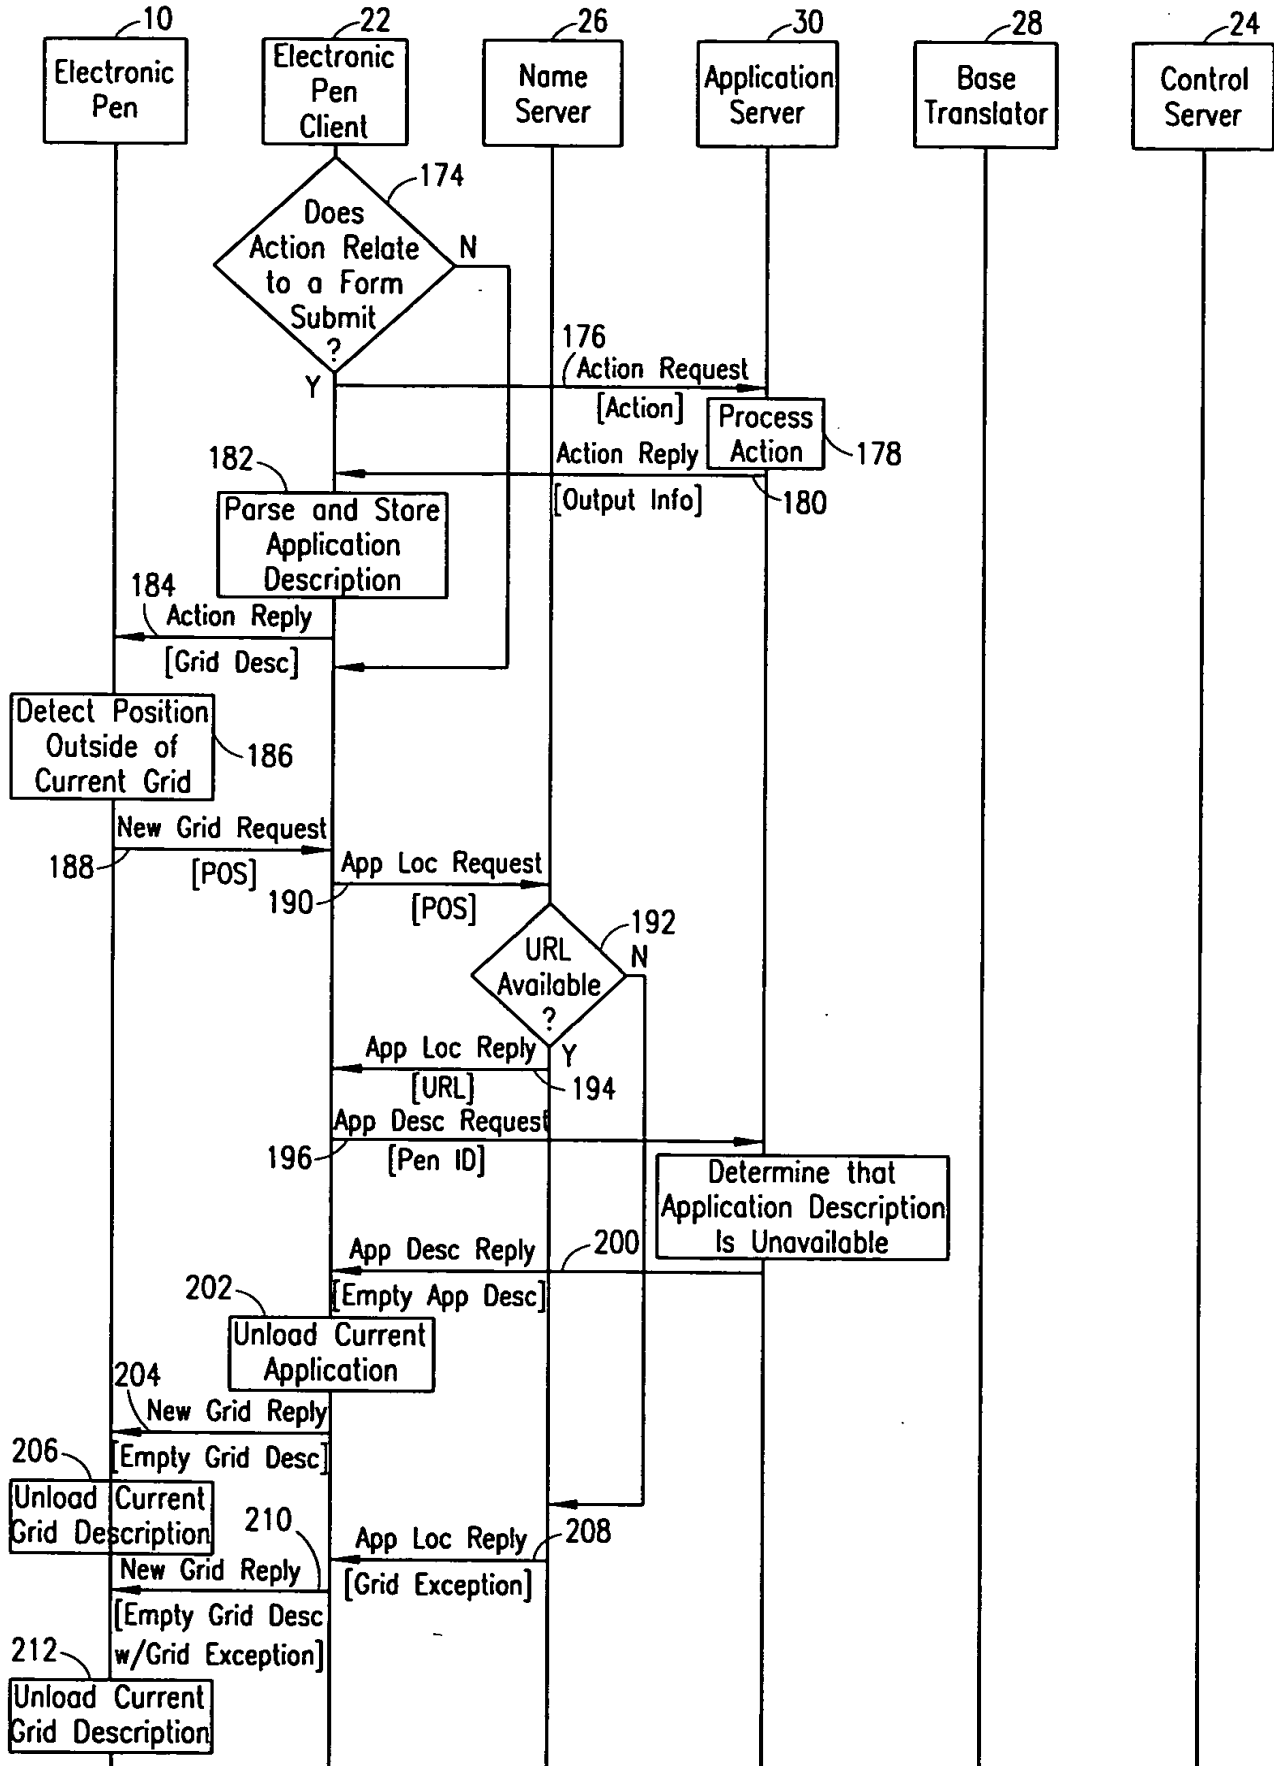 10
22
26
30
28
24
Electronic
Pen
Electronic
Pen
Client
Name
Server
Application
Server
Base
Translator
Control
Server
174
Does
Action Relate
to a Form
Submit
?
N
Y
176
Action Request
[Action]
Process
Action
178
Action Reply
[Output Info]
180
182
Parse and Store
Application
Description
184
Action Reply
[Grid Desc]
Detect Position
Outside of
Current Grid
186
New Grid Request
188
[POS]
App Loc Request
190
[POS]
192
URL
Available
?
N
Y
App Loc Reply
[URL]
194
App Desc Request
196
[Pen ID]
Determine that
Application Description
Is Unavailable
App Desc Reply
200
[Empty App Desc]
202
Unload Current
Application
204
New Grid Reply
[Empty Grid Desc]
206
Unload Current
Grid Description
App Loc Reply
208
[Grid Exception]
210
New Grid Reply
[Empty Grid Desc
w/Grid Exception]
212
Unload Current
Grid Description